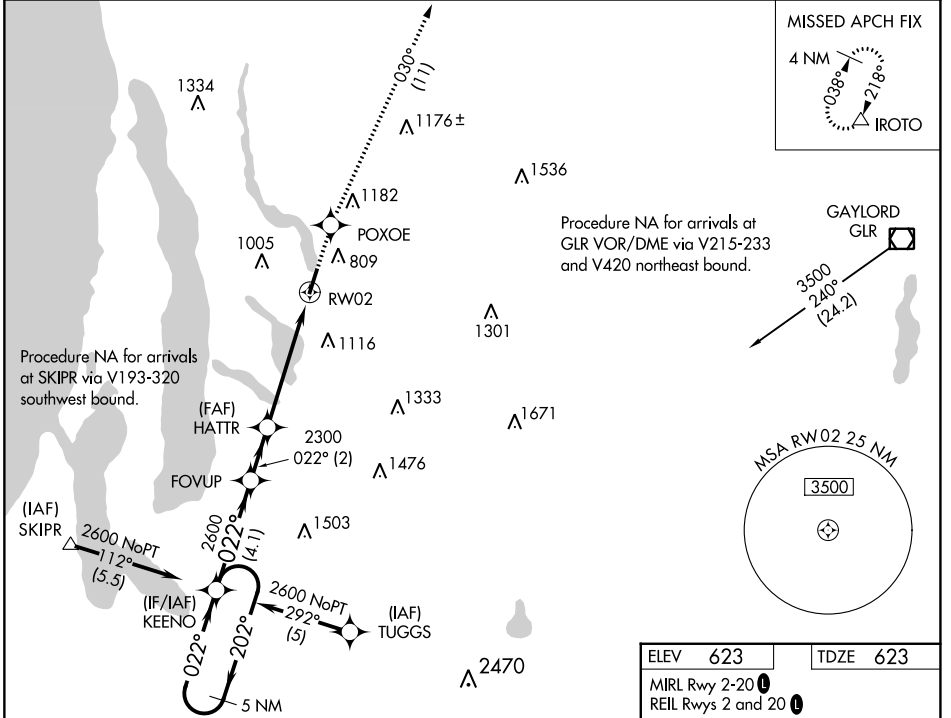 MISSED APCH FIX
4 NM
038°
218°
IROTO
030°
(11)
1334
1176±
1536
1182
POXOE
1005
809
RW02
Procedure NA for arrivals at
GLR VOR/DME via V215-233
and V420 northeast bound.
GAYLORD
GLR
3500
240°
(24.2)
1301
1116
Procedure NA for arrivals
at SKIPR via V193-320
southwest bound.
(FAF)
HATTR
1333
1671
2300
022° (2)
1476
FOVUP
MSA RW02 25 NM
3500
(IAF)
SKIPR
2600 NoPT
112°
(5.5)
2600
022°
(4.1)
1503
(IF/IAF)
KEENO
2600 NoPT
292°
(5)
(IAF)
TUGGS
022°
202°
5 NM
2470
ELEV 623
TDZE 623
MIRL Rwy 2-20 L
REIL Rwys 2 and 20 L